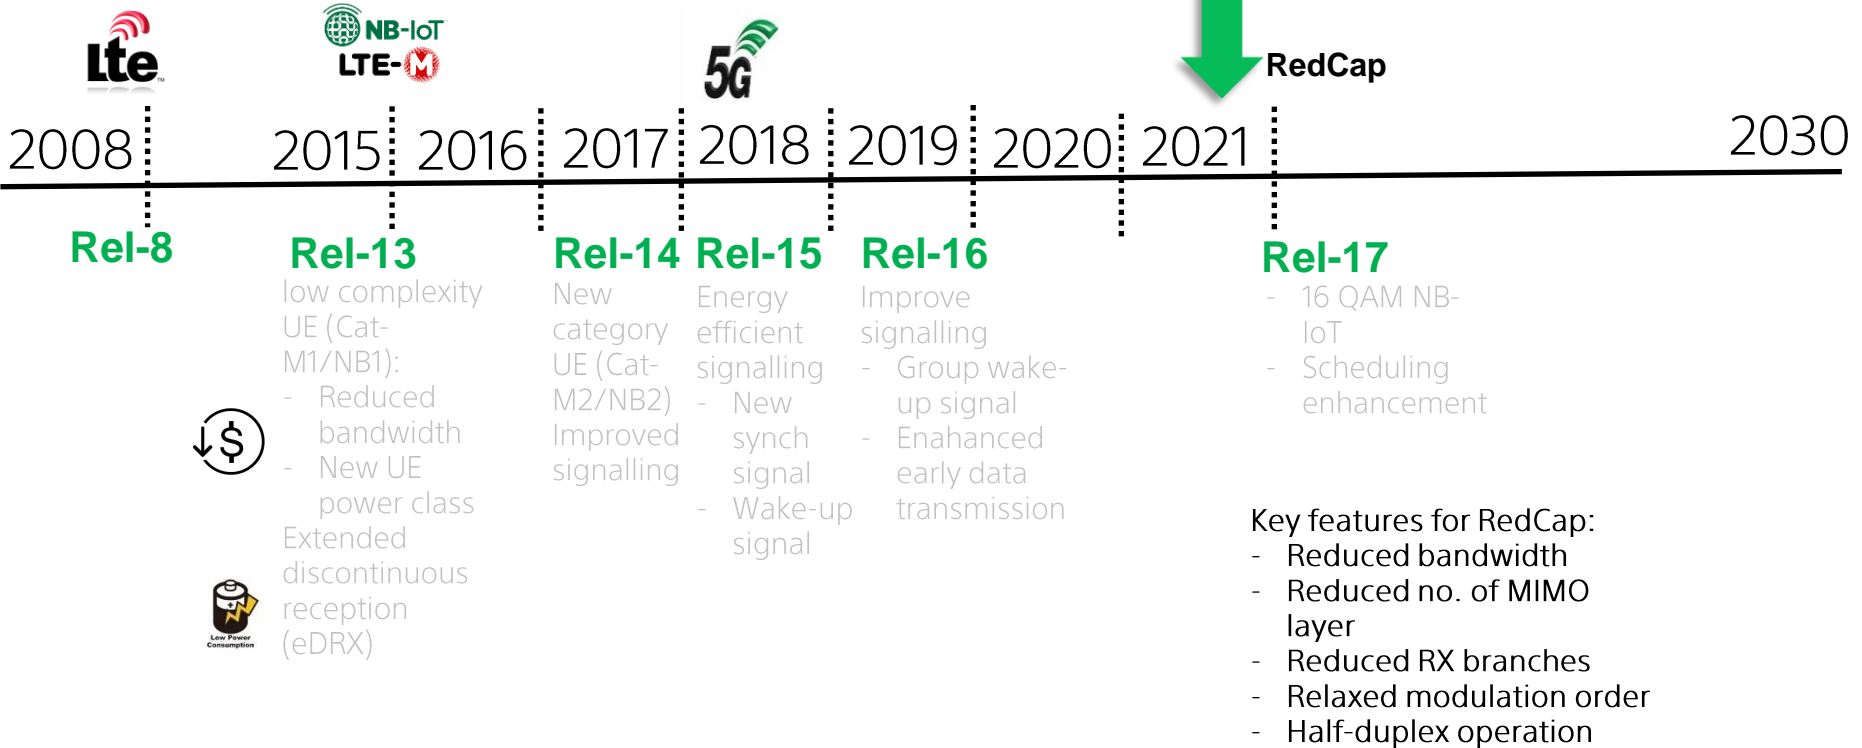 Lte
NB-IoT
LTE-M
5G
RedCap
2008
2015
2016
2017
2018
2019
2020
2021
2030
Rel-8
Rel-13
low complexity
UE (Cat-
M1/NB1):
- Reduced
bandwidth
- New UE
power class
Extended
discontinuous
reception
(eDRX)
$
Low Power
Consumption
Rel-14
New
category
UE (Cat-
M2/NB2)
Improved
signalling
Rel-15
Energy
efficient
signalling
- New
synch
signal
- Wake-up
signal
Rel-16
Improve
signalling
- Group wake-
up signal
- Enahanced
early data
transmission
Rel-17
- 16 QAM NB-
IoT
- Scheduling
enhancement
Key features for RedCap:
- Reduced bandwidth
- Reduced no. of MIMO
layer
- Reduced RX branches
- Relaxed modulation order
- Half-duplex operation